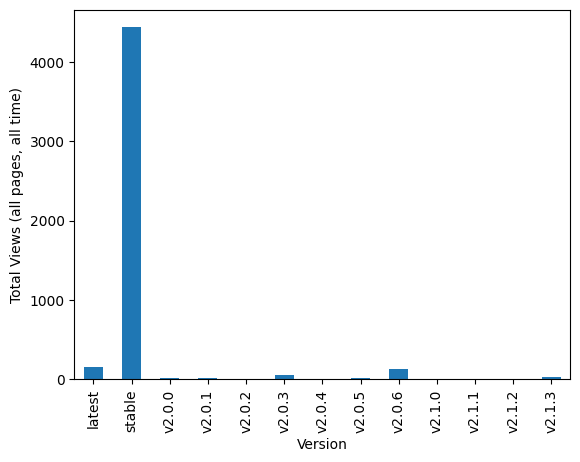 Total Views (all pages, all time)
4000
3000
2000
1000
0
latest
stable
v2.0.0
v2.0.1
v2.0.2
v2.0.3
v2.0.4
v2.0.5
v2.0.6
v2.1.0
v2.1.1
v2.1.2
v2.1.3
Version